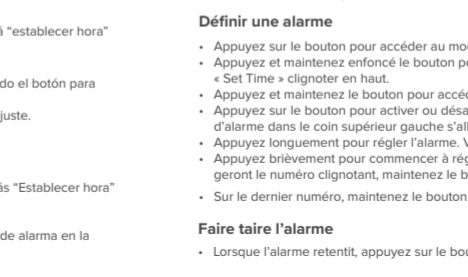 á “establecer hora”
do el botón para
juste.
ás “Establecer hora”
de alarma en la
Définir une alarme
• Appuyez sur le bouton pour accéder au mo
• Appuyez et maintenez enfoncé le bouton po
« Set Time » clignoter en haut.
• Appuyez et maintenez le bouton pour accéd
• Appuyez sur le bouton pour activer ou désa
d’alarme dans le coin supérieur gauche s’all
• Appuyez longuement pour régler l’alarme. V
• Appuyez brièvement pour commencer à rég
geront le numéro clignotant, maintenez le b
• Sur le dernier numéro, maintenez le bouton
Faire taire l’alarme
• Lorsque l’alarme retentit, appuyez sur le bou